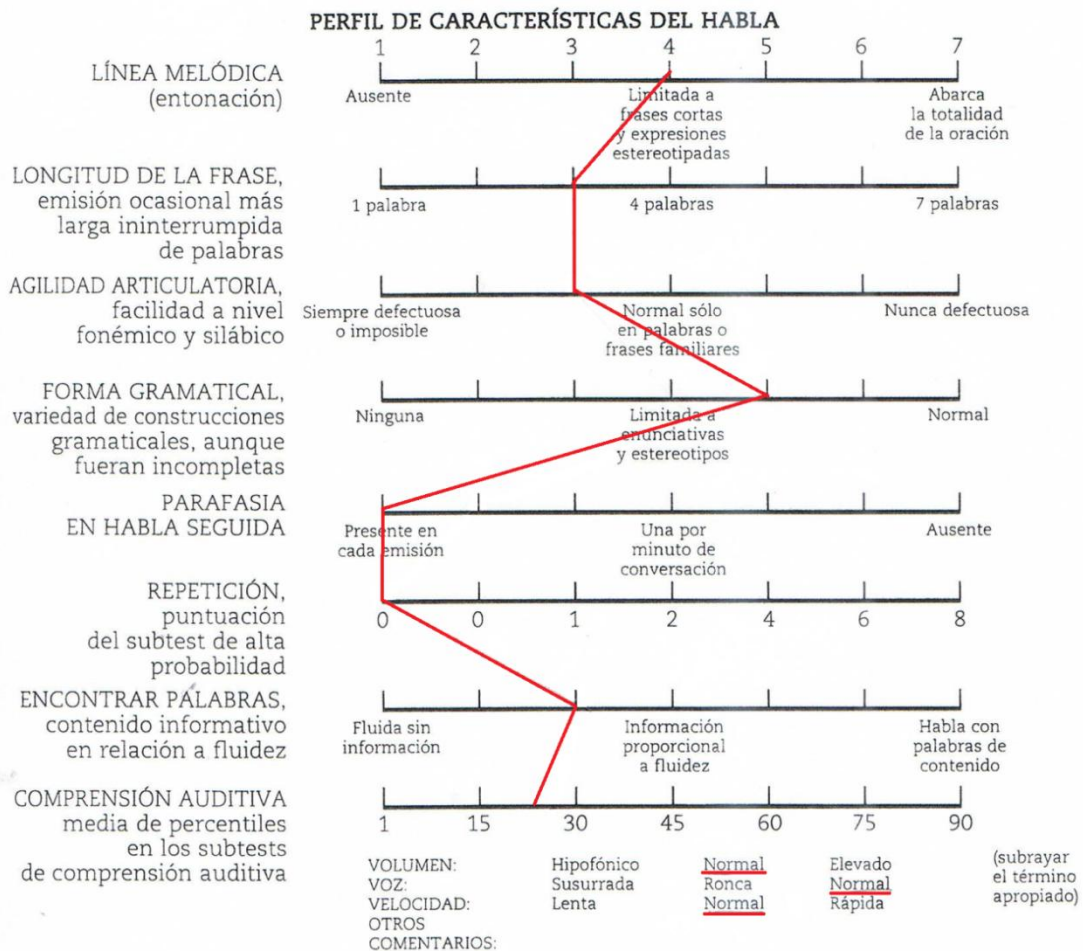 PERFIL DE CARACTERÍSTICAS DEL HABLA
1 2 3 4 5 6 7
LÍNEA MELÓDICA
(entonación)
Ausente
Limitada a
frases cortas
y expresiones
estereotipadas
Abarca
la totalidad
de la oración
LONGITUD DE LA FRASE,
emisión ocasional más
larga ininterrumpida
de palabras
1 palabra 4 palabras 7 palabras
AGILIDAD ARTICULATORIA,
facilidad a nivel
fonémico y silábico
Siempre defectuosa
o imposible
Normal sólo
en palabras o
frases familiares
Nunca defectuosa
FORMA GRAMATICAL,
variedad de construcciones
gramaticales, aunque
fueran incompletas
Ninguna
Limitada a
enunciativas
y estereotipos
Normal
PARAFASIA
EN HABLA SEGUIDA
Presente en
cada emisión
Una por
minuto de
conversación
Ausente
REPETICIÓN,
puntuación
del subtest de alta
probabilidad
0 0 1 2 4 6 8
ENCONTRAR PALABRAS,
contenido informativo
en relación a fluidez
Fluida sin
información
Información
proporcional
a fluidez
Habla con
palabras de
contenido
COMPRENSIÓN AUDITIVA
media de percentiles
en los subtests
de comprensión auditiva
1 15 30 45 60 75 90
VOLUMEN: Hipofónico Normal Elevado
VOZ: Susurrada Ronca Normal
VELOCIDAD: Lenta Normal Rápida
OTROS
COMENTARIOS:
(subrayar
el término
apropiado)